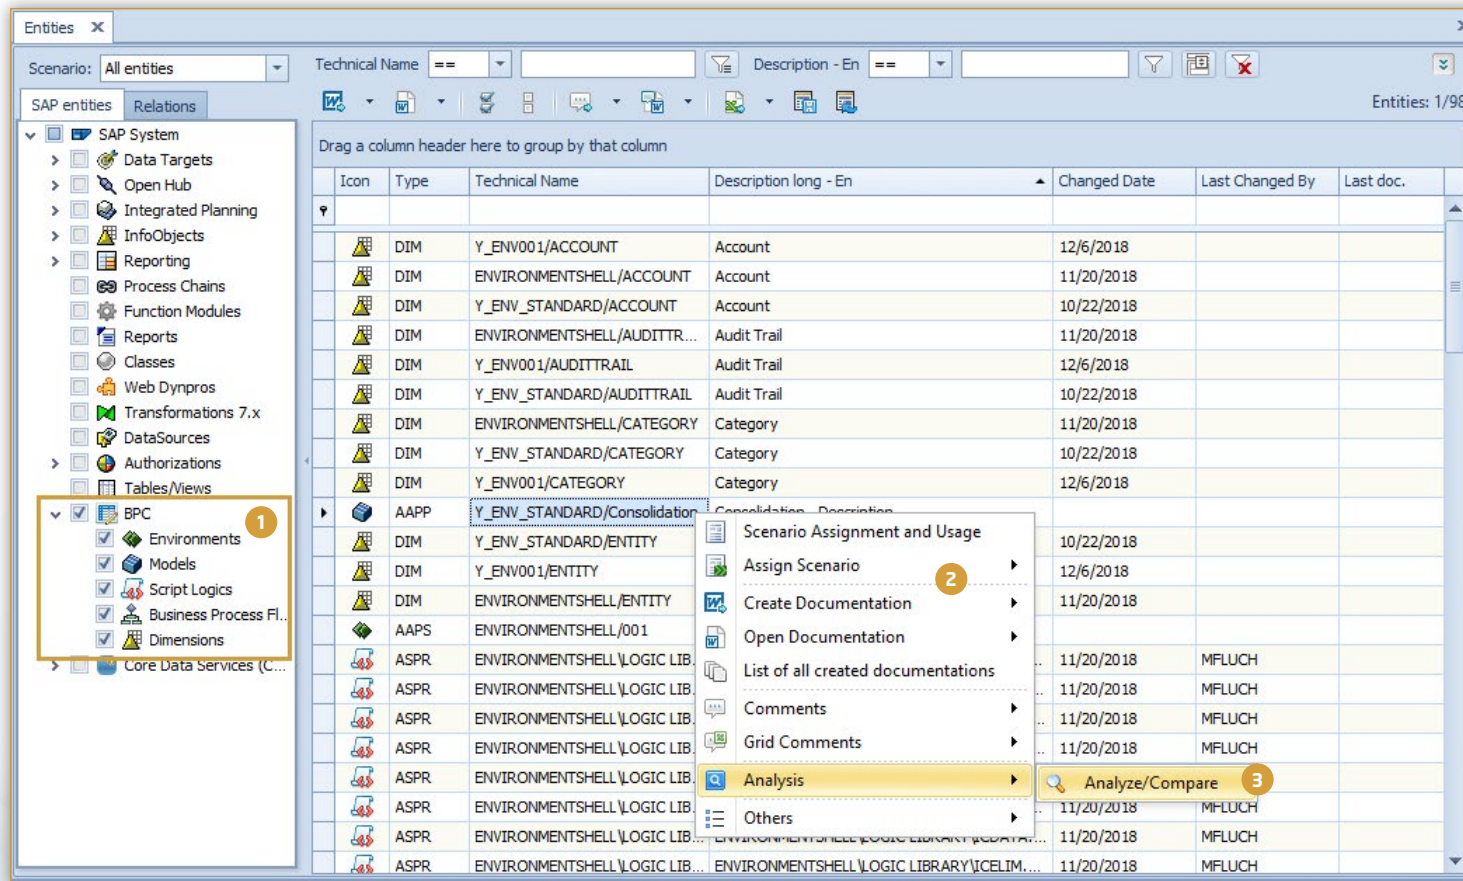 Entities X
Scenario: All entities
Technical Name ==
Description - En ==
SAP entities Relations
Entities: 1/98
SAP System
Data Targets
Open Hub
Integrated Planning
InfoObjects
Reporting
Process Chains
Function Modules
Reports
Classes
Web Dynpros
Transformations 7.x
DataSources
Authorizations
Tables/Views
BPC
1
Environments
Models
Script Logics
Business Process Fl..
Dimensions
Core Data Services (C...
Drag a column header here to group by that column
Icon Type Technical Name Description long - En Changed Date Last Changed By Last doc.
DIM Y_ENV001/ACCOUNT Account 12/6/2018
DIM ENVIRONMENTSHELL/ACCOUNT Account 11/20/2018
DIM Y_ENV_STANDARD/ACCOUNT Account 10/22/2018
DIM ENVIRONMENTSHELL/AUDITTR... Audit Trail 11/20/2018
DIM Y_ENV001/AUDITTRAIL Audit Trail 12/6/2018
DIM Y_ENV_STANDARD/AUDITTRAIL Audit Trail 10/22/2018
DIM ENVIRONMENTSHELL/CATEGORY Category 11/20/2018
DIM Y_ENV_STANDARD/CATEGORY Category 10/22/2018
DIM Y_ENV001/CATEGORY Category 12/6/2018
AAPP Y_ENV_STANDARD/Consolidation Consolidation - Description
DIM Y_ENV_STANDARD/ENTITY 10/22/2018
DIM Y_ENV001/ENTITY 12/6/2018
DIM ENVIRONMENTSHELL/ENTITY 11/20/2018
AAPS ENVIRONMENTSHELL/001
ASPR ENVIRONMENTSHELL\LOGIC LIB. 11/20/2018 MFLUCH
ASPR ENVIRONMENTSHELL\LOGIC LIB. 11/20/2018 MFLUCH
ASPR ENVIRONMENTSHELL\LOGIC LIB. 11/20/2018 MFLUCH
ASPR ENVIRONMENTSHELL\LOGIC LIB. 11/20/2018 MFLUCH
ASPR ENVIRONMENTSHELL\LOGIC LIB.
ASPR ENVIRONMENTSHELL\LOGIC LIB. 11/20/2018 MFLUCH
ASPR ENVIRONMENTSHELL\LOGIC LIB... ENVIRONMENTSHELL\LOGIC LIBRARY\ICDATA.... 11/20/2018 MFLUCH
ASPR ENVIRONMENTSHELL\LOGIC LIB... ENVIRONMENTSHELL\LOGIC LIBRARY\ICELIM.... 11/20/2018 MFLUCH
Scenario Assignment and Usage
Assign Scenario
2
Create Documentation
Open Documentation
List of all created documentations
Comments
Grid Comments
Analysis
Others
Analyze/Compare 3